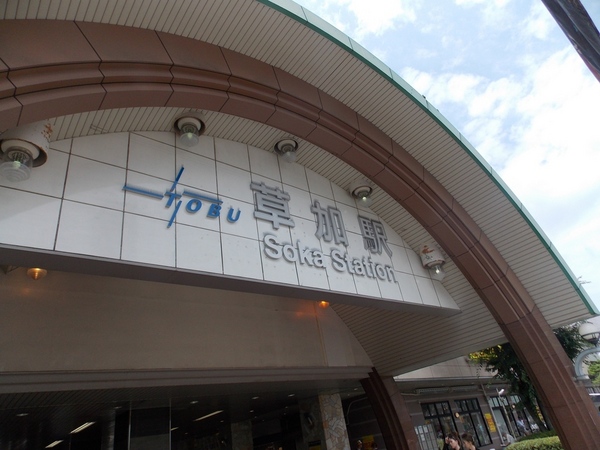 TOBU 草加駅
Soka Station